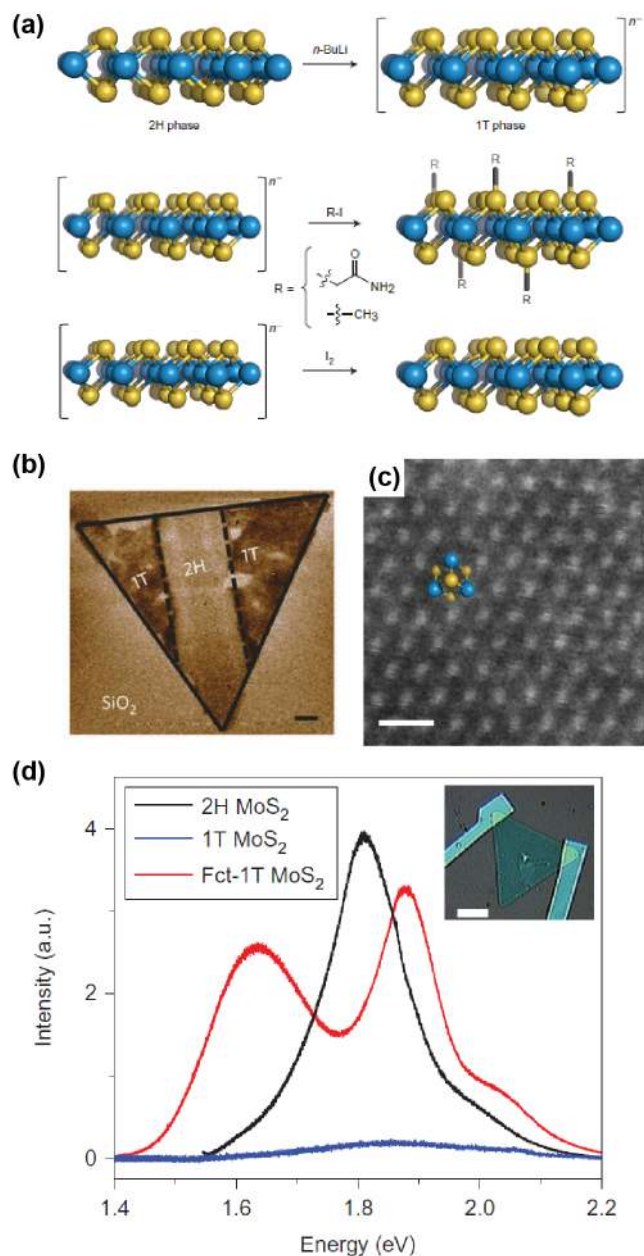 (a)
n-BuLi
n−
2H phase
1T phase
n−
R-I
R R R
R R
R =
O
NH2
CH3
n−
I2
(b)
1T
2H
1T
SiO2
(c)
(d)
4
2
0
Intensity (a.u.)
2H MoS2
1T MoS2
Fct-1T MoS2
1.4 1.6 1.8 2.0 2.2
Energy (eV)